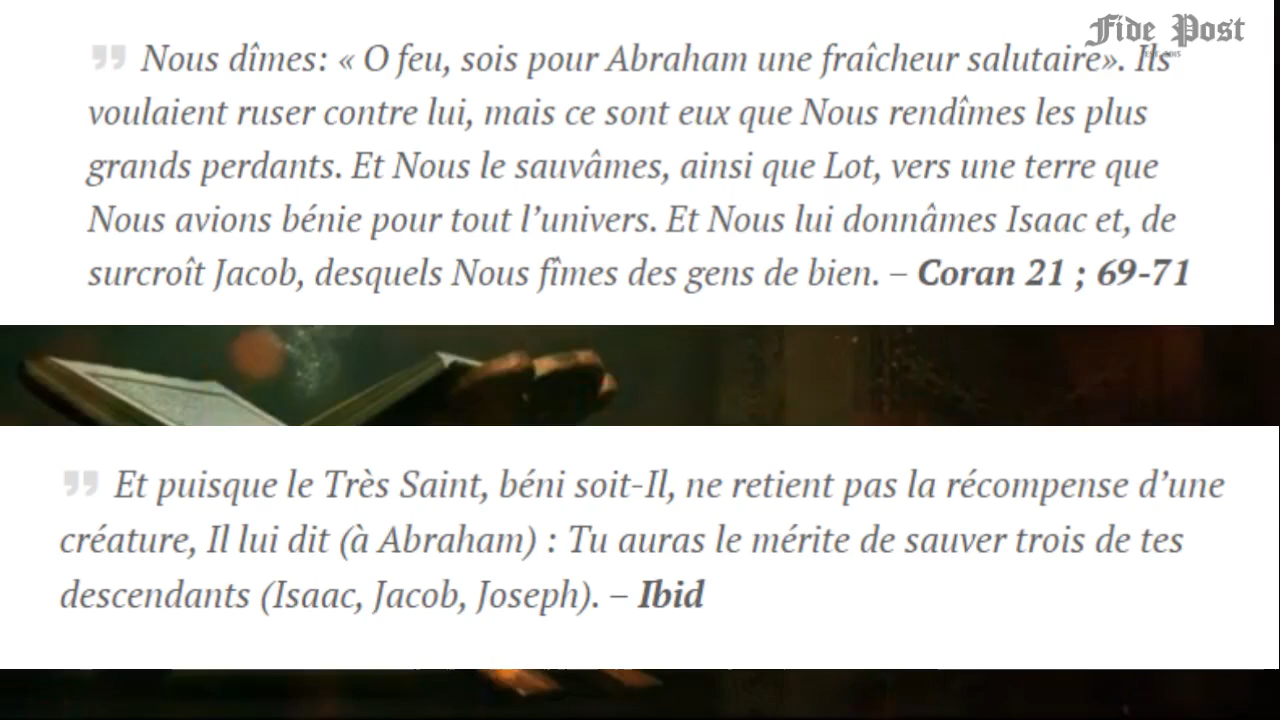 Fide Post
” Nous dîmes: « O feu, sois pour Abraham une fraîcheur salutaire». Ils
voulaient ruser contre lui, mais ce sont eux que Nous rendîmes les plus
grands perdants. Et Nous le sauvâmes, ainsi que Lot, vers une terre que
Nous avions bénie pour tout l’univers. Et Nous lui donnâmes Isaac et, de
surcroît Jacob, desquels Nous fîmes des gens de bien. – Coran 21 ; 69-71
” Et puisque le Très Saint, béni soit-Il, ne retient pas la récompense d’une
créature, Il lui dit (à Abraham) : Tu auras le mérite de sauver trois de tes
descendants (Isaac, Jacob, Joseph). – Ibid